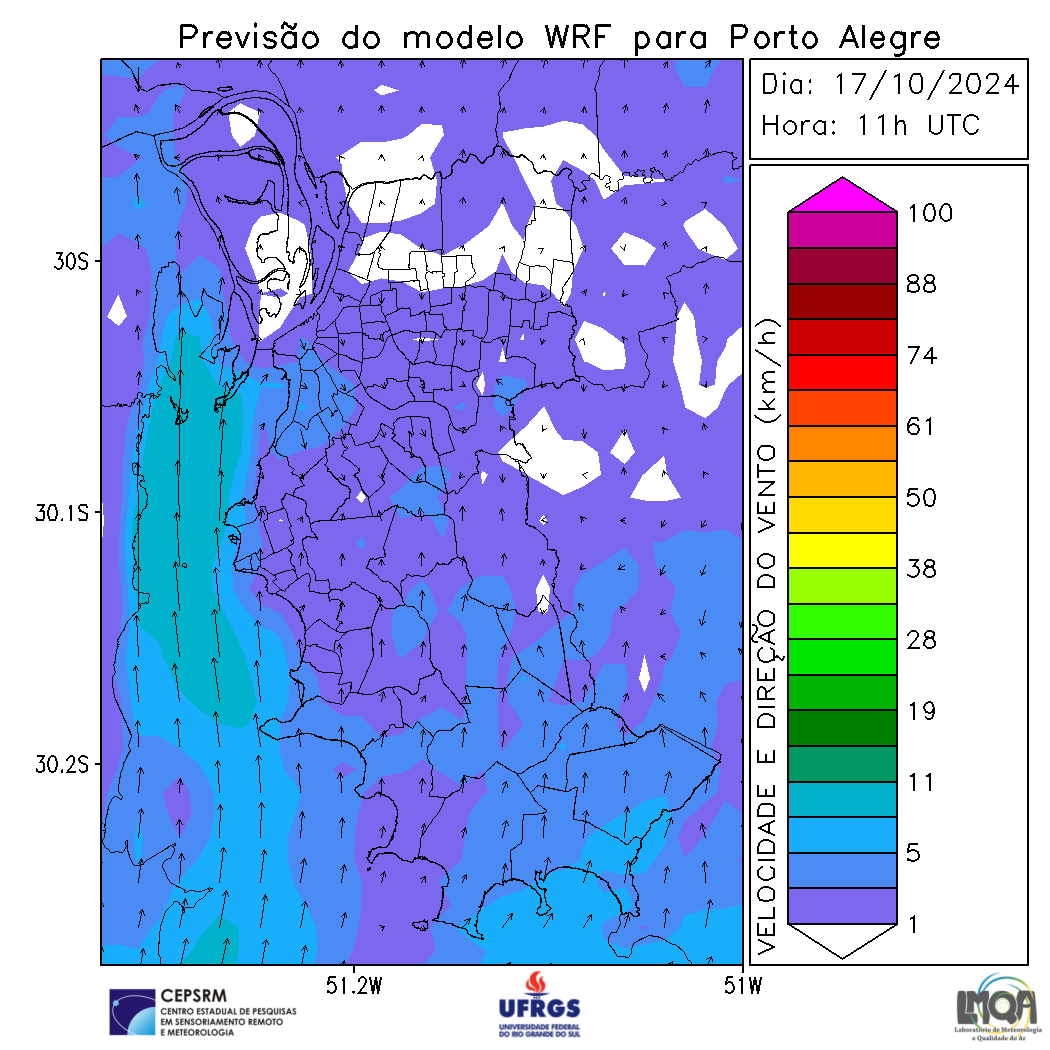 Previsão do modelo WRF para Porto Alegre
Dia: 17/10/2024
Hora: 11h UTC
30S
30.1S
30.2S
51.2W
51W
VELOCIDADE E DIREÇÃO DO VENTO (km/h)
100
88
74
61
50
38
28
19
11
5
1
CEPSRM
CENTRO ESTADUAL DE PESQUISAS
EM SENSORIAMENTO REMOTO
E METEOROLOGIA
UFRGS
UNIVERSIDADE FEDERAL
DO RIO GRANDE DO SUL
LMQA
Laboratório de Meteorologia
e Qualidade do Ar